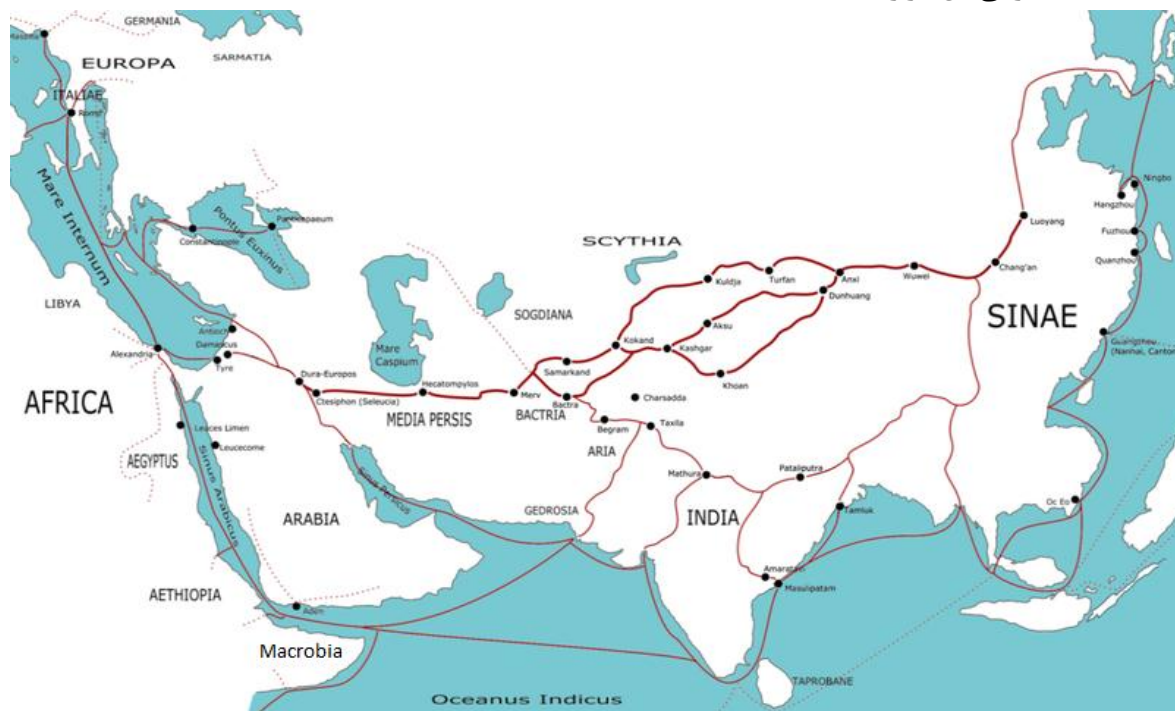 GERMANIA
SARMATIA
EUROPA
ITALIAE
Rome
Mare Internum
Pontus Euxinus
Panticapaeum
Constantinople
LIBYA
Antioch
Damascus
Tyre
Alexandria
AFRICA
Dura-Europos
Ctesiphon (Seleucia)
Mare
Caspium
Hecatompylos
MEDIA PERSIS
Merv
SOGDIANA
SCYTHIA
Kuldja
Turfan
Anxi
Wuwei
Dunhuang
Kokand
Aksu
Kashgar
Khoan
Samarkand
Bactra
BACTRIA
Charsadda
Begram
Taxila
ARIA
Mathura
Pataliputra
GEDROSIA
INDIA
Tamluk
Masulipatam
Luoyang
Chang'an
SINAE
Ningbo
Hangzhou
Fuzhou
Quanzhou
Guangzhou
(Nanhai, Canton
Oc Eo
Leuces Limen
Leucecome
AEGYPTUS
Sinus Arabicus
Sinus Persicus
ARABIA
AETHIOPIA
Aden
Macrobia
TAPROBANE
Oceanus Indicus